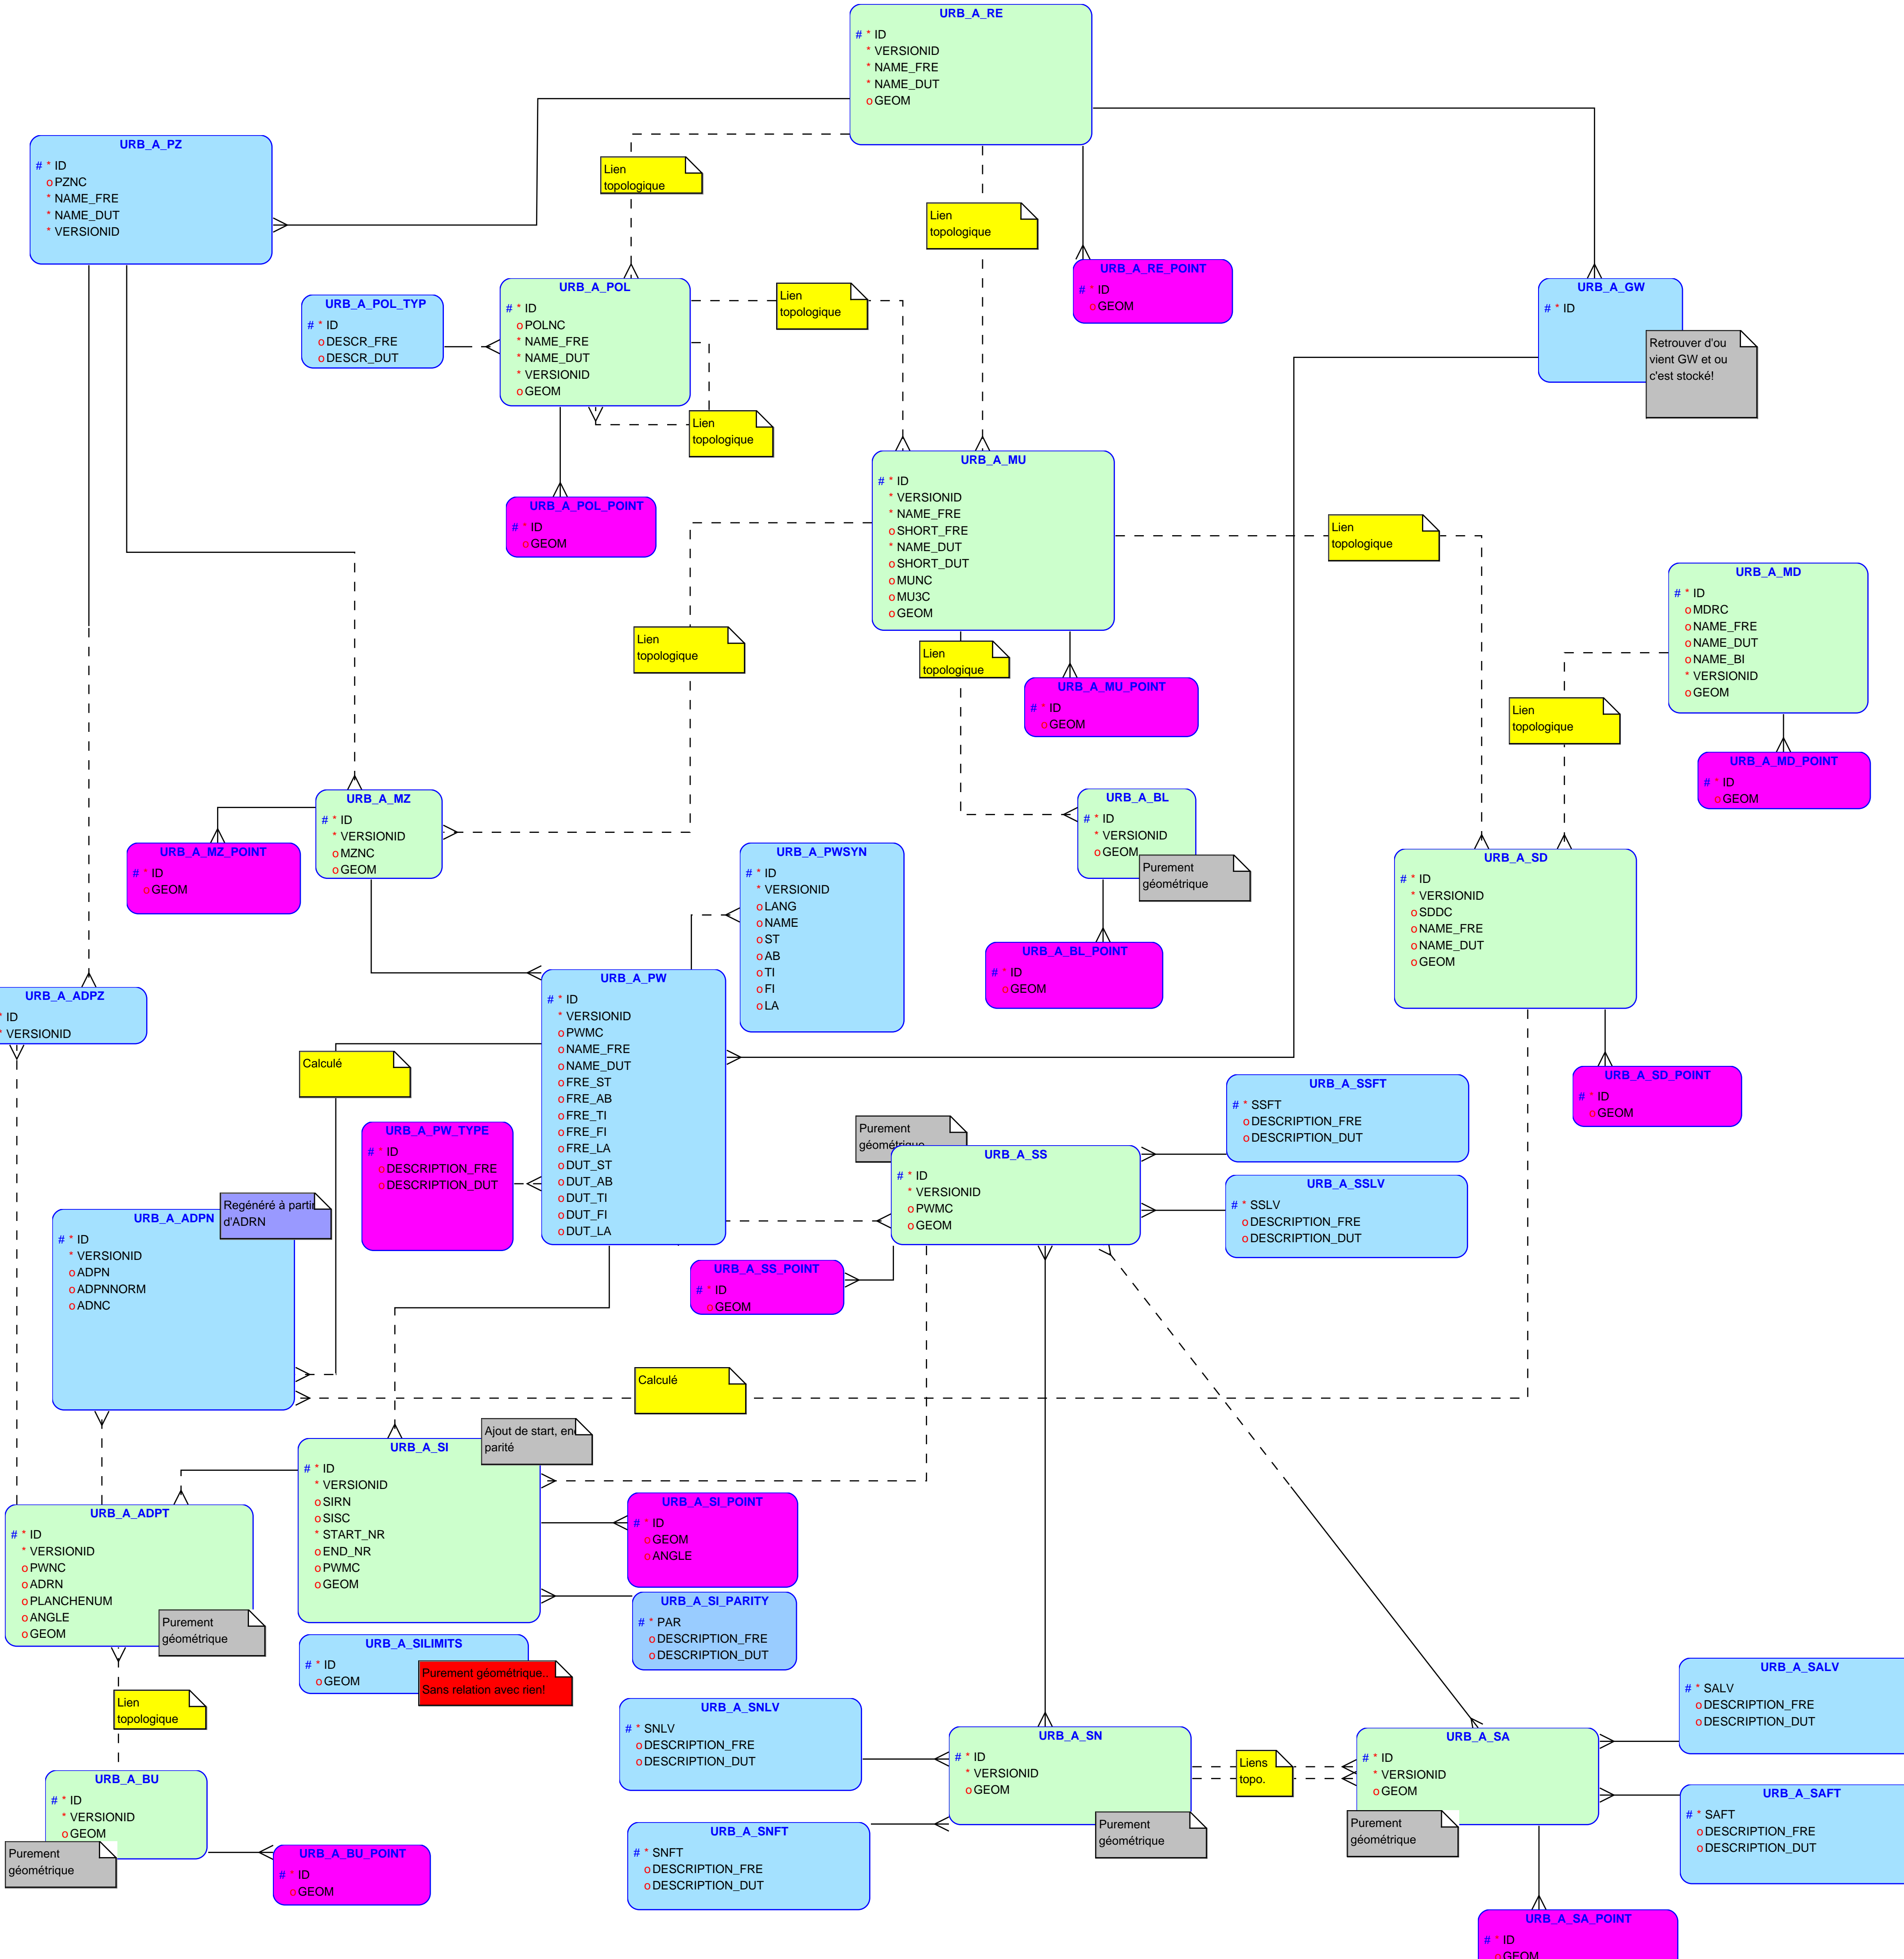 URB_A_RE
# * ID
* VERSIONID
* NAME_FRE
* NAME_DUT
o GEOM
URB_A_PZ
# * ID
o PZNC
* NAME_FRE
* NAME_DUT
* VERSIONID
Lien
topologique
Lien
topologique
URB_A_RE_POINT
# * ID
o GEOM
URB_A_GW
# * ID
Retrouver d'ou
vient GW et ou
c'est stocké!
URB_A_POL_TYP
# * ID
o DESCR_FRE
o DESCR_DUT
URB_A_POL
# * ID
o POLNC
* NAME_FRE
* NAME_DUT
* VERSIONID
o GEOM
Lien
topologique
Lien
topologique
URB_A_POL_POINT
# * ID
o GEOM
URB_A_MU
# * ID
* VERSIONID
* NAME_FRE
o SHORT_FRE
* NAME_DUT
o SHORT_DUT
o MUNC
o MU3C
o GEOM
Lien
topologique
URB_A_MD
# * ID
o MDRC
o NAME_FRE
o NAME_DUT
o NAME_BI
* VERSIONID
o GEOM
Lien
topologique
Lien
topologique
URB_A_MU_POINT
# * ID
o GEOM
Lien
topologique
URB_A_MD_POINT
# * ID
o GEOM
URB_A_MZ
# * ID
* VERSIONID
o MZNC
o GEOM
URB_A_MZ_POINT
# * ID
o GEOM
URB_A_BL
# * ID
* VERSIONID
o GEOM
Purement
géométrique
URB_A_PWSYN
# * ID
* VERSIONID
o LANG
o NAME
o ST
o AB
o TI
o FI
o LA
URB_A_SD
# * ID
* VERSIONID
o SDDC
o NAME_FRE
o NAME_DUT
o GEOM
URB_A_BL_POINT
# * ID
o GEOM
URB_A_ADPZ
* ID
* VERSIONID
URB_A_PW
# * ID
* VERSIONID
o PWMC
o NAME_FRE
o NAME_DUT
o FRE_ST
o FRE_AB
o FRE_TI
o FRE_FI
o FRE_LA
o DUT_ST
o DUT_AB
o DUT_TI
o DUT_FI
o DUT_LA
Calculé
URB_A_SD_POINT
# * ID
o GEOM
URB_A_SSFT
# * SSFT
o DESCRIPTION_FRE
o DESCRIPTION_DUT
URB_A_PW_TYPE
# * ID
o DESCRIPTION_FRE
o DESCRIPTION_DUT
Purement
géométrique
URB_A_SS
# * ID
* VERSIONID
o PWMC
o GEOM
URB_A_SSLV
# * SSLV
o DESCRIPTION_FRE
o DESCRIPTION_DUT
Regénéré à partir
d'ADRN
URB_A_ADPN
# * ID
* VERSIONID
o ADPN
o ADPNNORM
o ADNC
URB_A_SS_POINT
# * ID
o GEOM
Calculé
Ajout de start, end
parité
URB_A_SI
# * ID
* VERSIONID
o SIRN
o SISC
* START_NR
o END_NR
o PWMC
o GEOM
URB_A_SI_POINT
# * ID
o GEOM
o ANGLE
URB_A_ADPT
# * ID
* VERSIONID
o PWNC
o ADRN
o PLANCHENUM
o ANGLE
o GEOM
Purement
géométrique
URB_A_SI_PARITY
# * PAR
o DESCRIPTION_FRE
o DESCRIPTION_DUT
URB_A_SILIMITS
# * ID
o GEOM
Purement géométrique..
Sans relation avec rien!
Lien
topologique
URB_A_SNLV
# * SNLV
o DESCRIPTION_FRE
o DESCRIPTION_DUT
URB_A_SN
# * ID
* VERSIONID
o GEOM
Purement
géométrique
Liens
topo.
URB_A_SA
# * ID
* VERSIONID
o GEOM
Purement
géométrique
URB_A_SALV
# * SALV
o DESCRIPTION_FRE
o DESCRIPTION_DUT
URB_A_BU
# * ID
* VERSIONID
o GEOM
Purement
géométrique
URB_A_BU_POINT
# * ID
o GEOM
URB_A_SNFT
# * SNFT
o DESCRIPTION_FRE
o DESCRIPTION_DUT
URB_A_SAFT
# * SAFT
o DESCRIPTION_FRE
o DESCRIPTION_DUT
URB_A_SA_POINT
# * ID
o GEOM